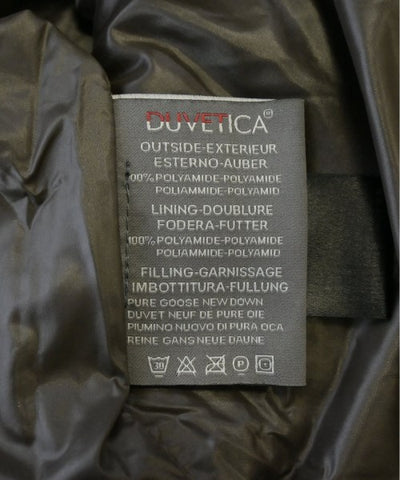 DUVETICA
OUTSIDE-EXTERIEUR
ESTERNO-AUBER
100% POLYAMIDE-POLYAMIDE
POLIAMMIDE-POLYAMID
LINING-DOUBLURE
FODERA-FUTTER
100% POLYAMIDE-POLYAMIDE
POLIAMMIDE-POLYAMID
FILLING-GARNISSAGE
IMBOTTITURA-FULLUNG
PURE GOOSE NEW DOWN
DUVET NEUF DE PURE OIE
PIUMINO NUOVO DI PURA OCA
REINE GANS NEUE DAUNE
30 P